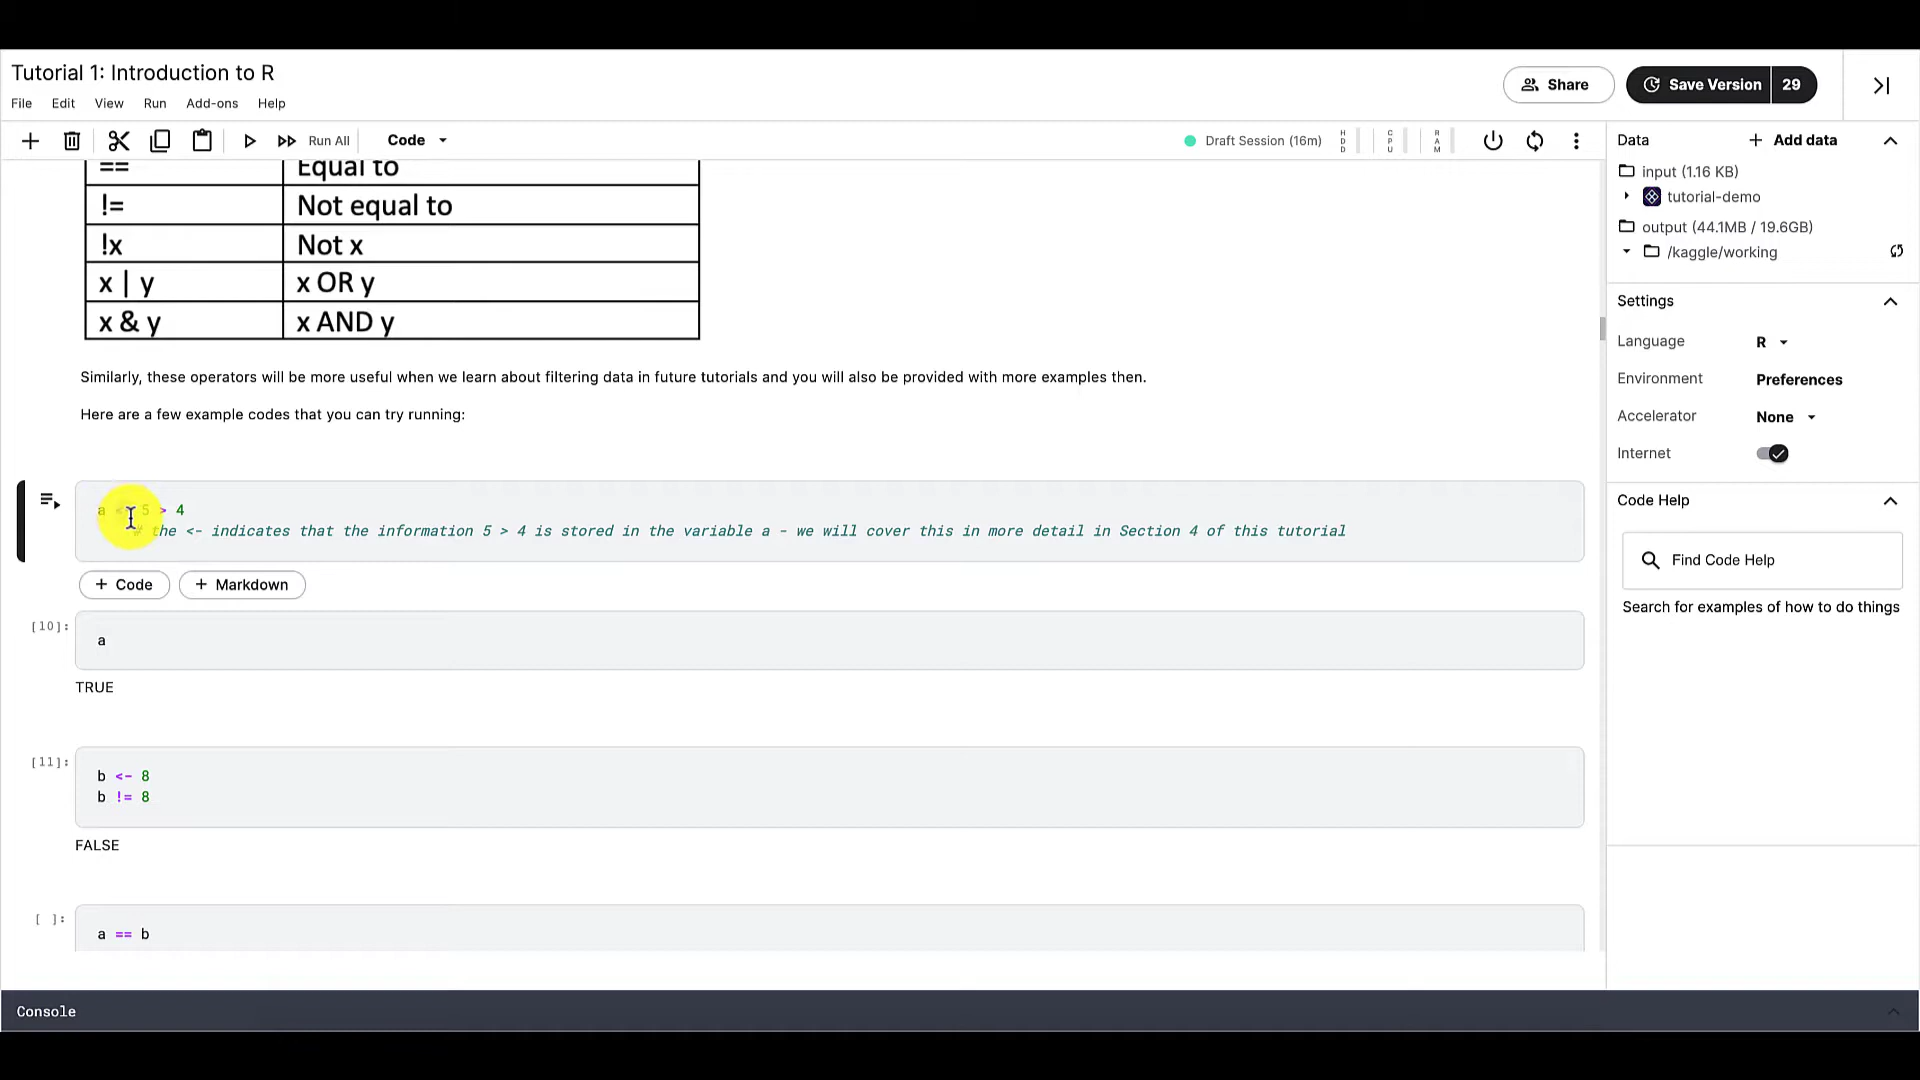 Tutorial 1: Introduction to R
File Edit View Run Add-ons Help
Share
Save Version 29
Run All
Code
Draft Session (16m)
HDD
CPU
RAM
== Equal to
!= Not equal to
!x Not x
x | y x OR y
x & y x AND y
Similarly, these operators will be more useful when we learn about filtering data in future tutorials and you will also be provided with more examples then.
Here are a few example codes that you can try running:
a <- 5 > 4
# the <- indicates that the information 5 > 4 is stored in the variable a - we will cover this in more detail in Section 4 of this tutorial
+ Code + Markdown
[10]: a
TRUE
[11]: b <- 8
b != 8
FALSE
[ ]: a == b
Console
Data + Add data
input (1.16 KB)
tutorial-demo
output (44.1MB / 19.6GB)
/kaggle/working
Settings
Language R
Environment Preferences
Accelerator None
Internet
Code Help
Find Code Help
Search for examples of how to do things